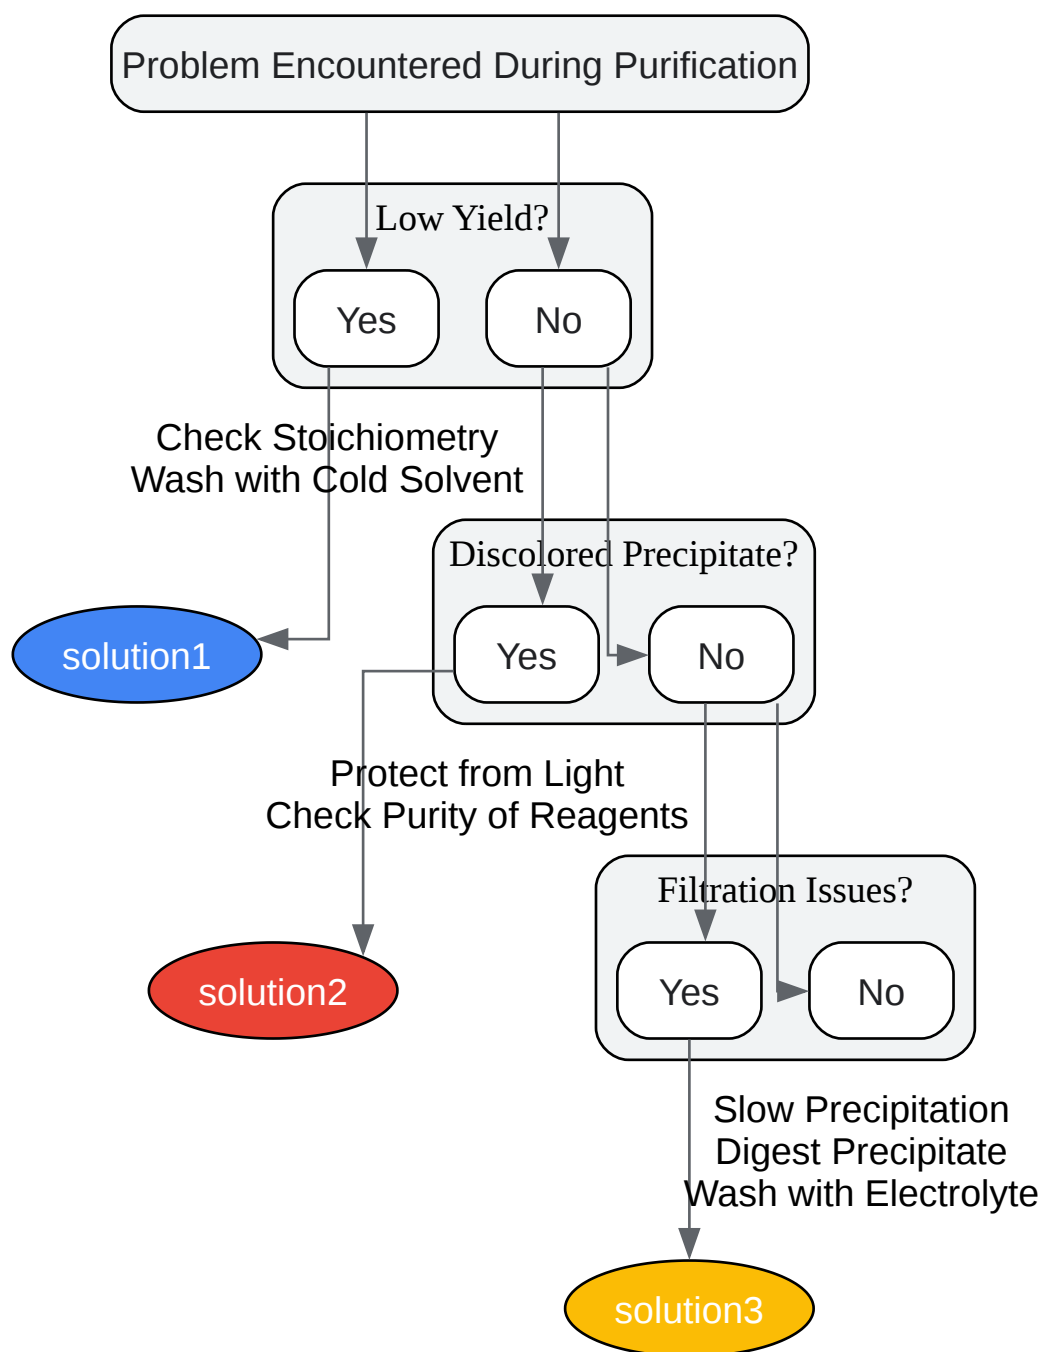 Problem Encountered During Purification
Low Yield?
Yes
No
Check Stoichiometry
Wash with Cold Solvent
Discolored Precipitate?
solution1
Yes
No
Protect from Light
Check Purity of Reagents
Filtration Issues?
solution2
Yes
No
Slow Precipitation
Digest Precipitate
Wash with Electrolyte
solution3